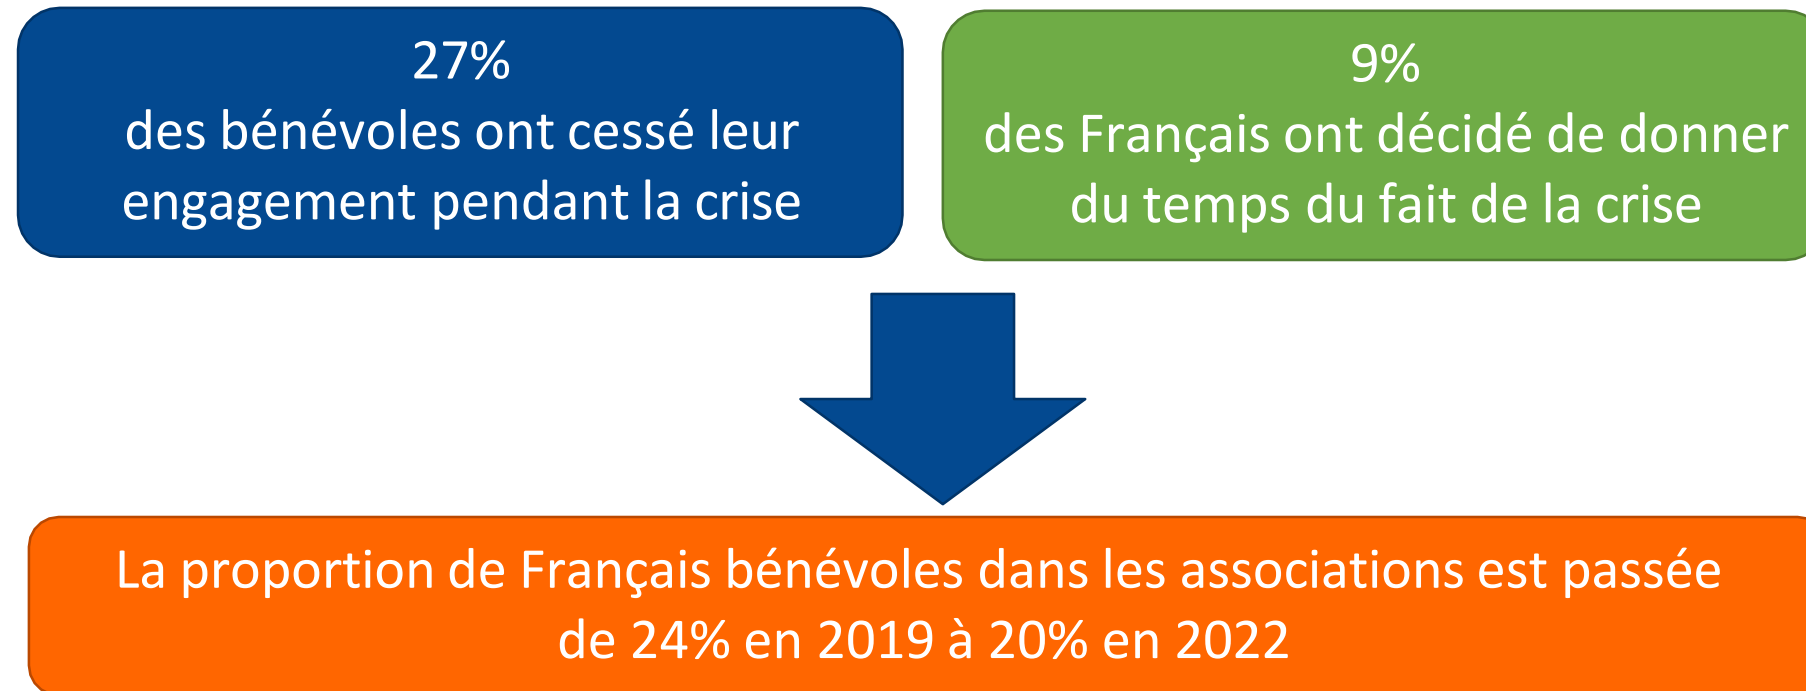 27%
des bénévoles ont cessé leur
engagement pendant la crise
9%
des Français ont décidé de donner
du temps du fait de la crise
La proportion de Français bénévoles dans les associations est passée
de 24% en 2019 à 20% en 2022